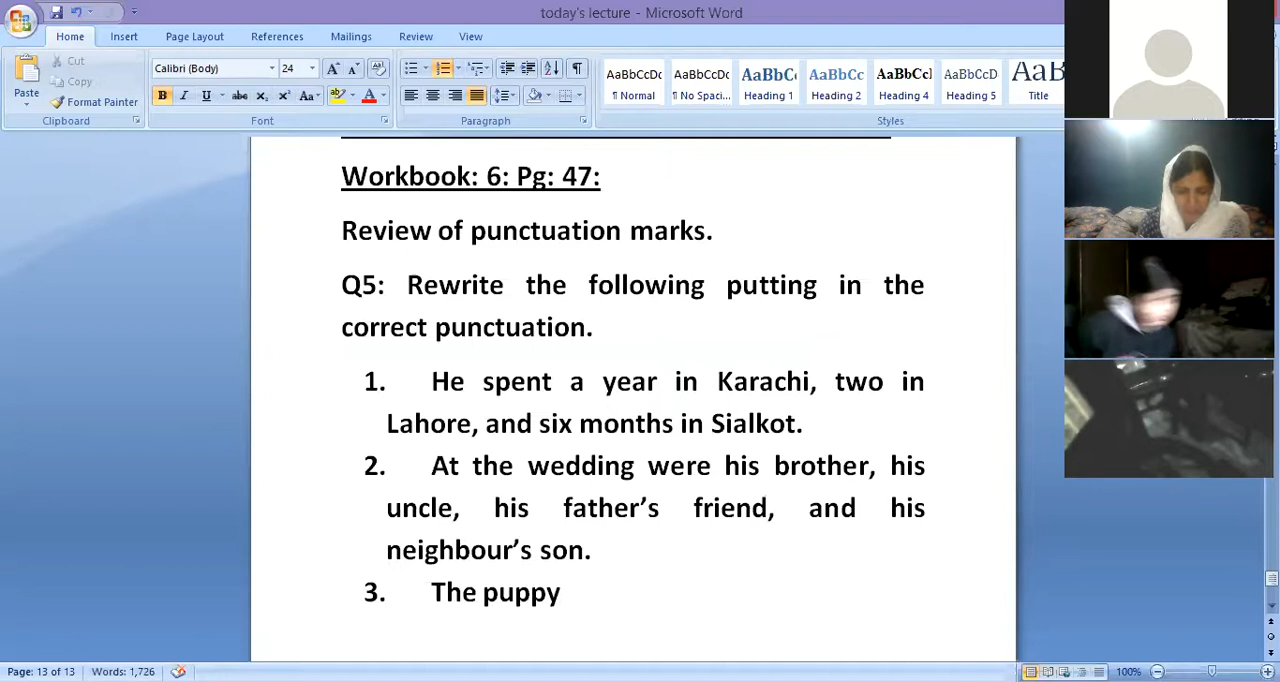 today's lecture - Microsoft Word
Home Insert Page Layout References Mailings Review View
Cut
Copy
Format Painter
Paste
Calibri (Body) 24
AaBbCcDc AaBbCcDc AaBbC AaBbCc AaBbCcI AaBbCcD AaB
¶ Normal ¶ No Spaci... Heading 1 Heading 2 Heading 4 Heading 5 Title
Clipboard Font Paragraph Styles
Workbook: 6: Pg: 47:
Review of punctuation marks.
Q5: Rewrite the following putting in the
correct punctuation.
1. He spent a year in Karachi, two in
Lahore, and six months in Sialkot.
2. At the wedding were his brother, his
uncle, his father’s friend, and his
neighbour’s son.
3. The puppy
Page: 13 of 13 Words: 1,726 100%